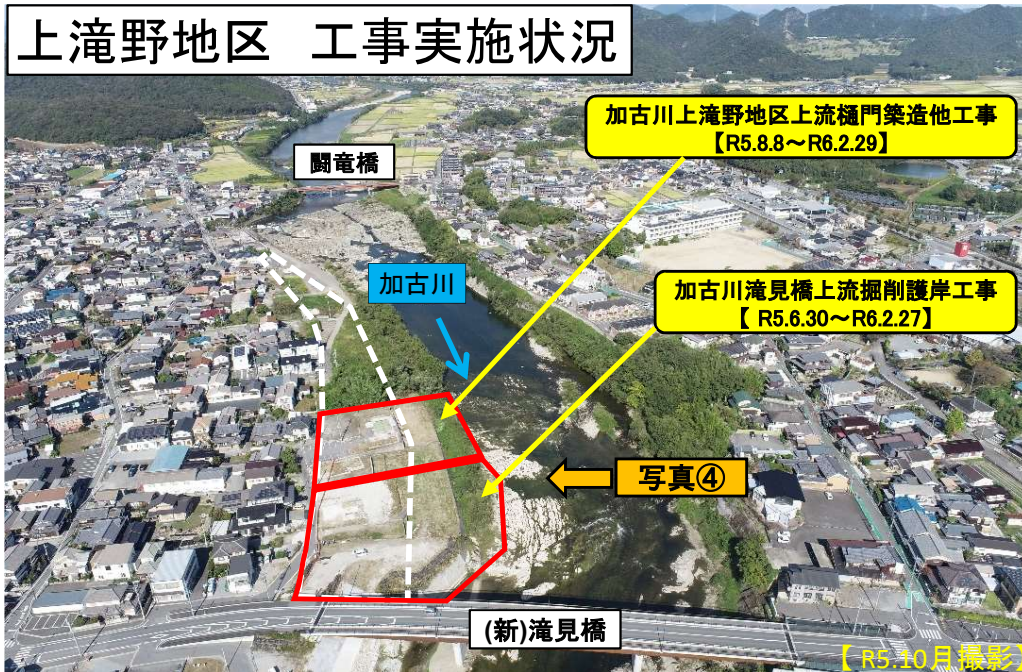 上滝野地区　工事実施状況
加古川上滝野地区上流樋門築造他工事
【R5.8.8～R6.2.29】
闘竜橋
加古川
加古川滝見橋上流掘削護岸工事
【 R5.6.30～R6.2.27】
写真④
(新)滝見橋
【 R5.10月撮影】